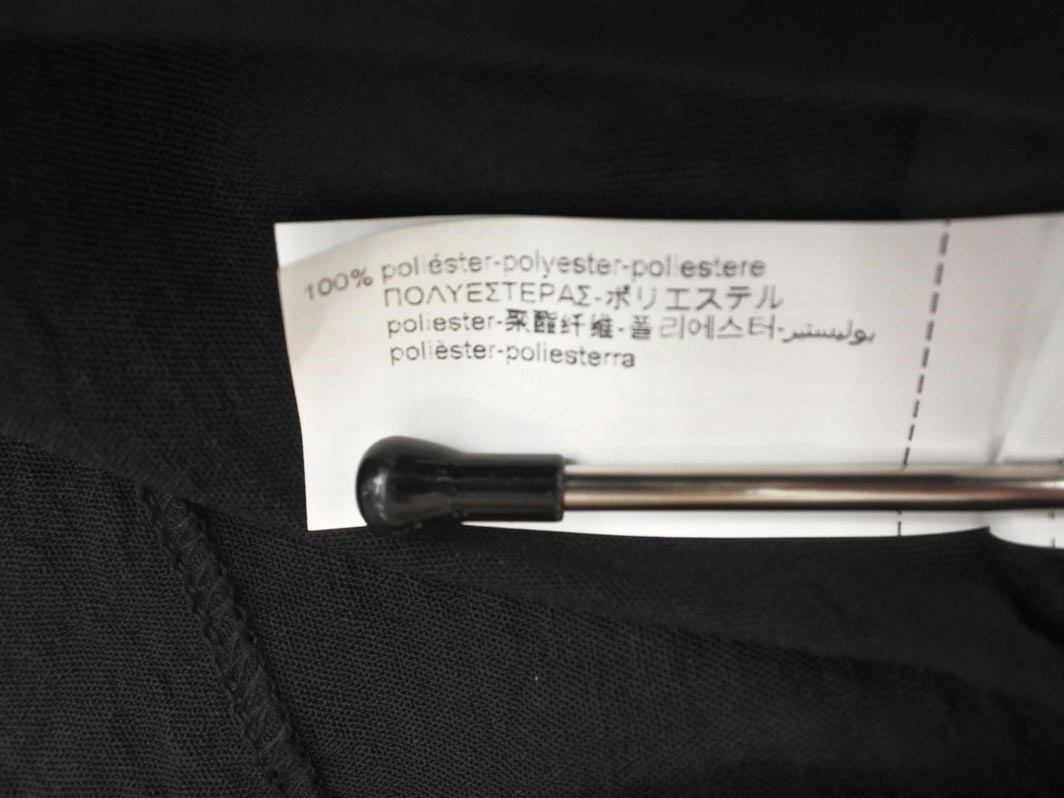 100% poliéster-polyester-poliestere
ΠΟΛΥΕΣΤΕΡΑΣ-ポリエステル
poliester-聚酯纤维-폴리에스터-بوليستير
polièster-poliesterra